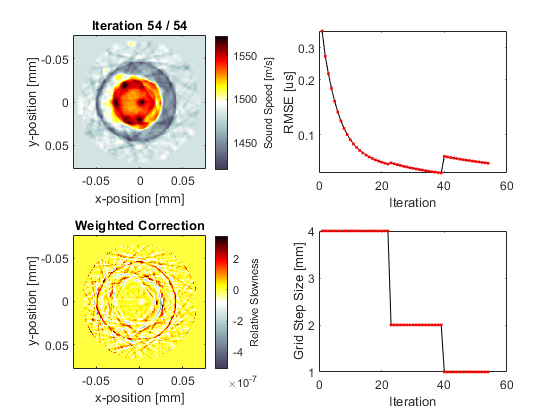 Iteration 54 / 54
y-position [mm]
-0.05
0
0.05
-0.05 0 0.05
x-position [mm]
1550
1500
1450
Sound Speed [m/s]
RMSE [us]
0.3
0.2
0.1
0 20 40 60
Iteration
Weighted Correction
y-position [mm]
-0.05
0
0.05
-0.05 0 0.05
x-position [mm]
2
0
-2
-4
×10-7
Relative Slowness
Grid Step Size [mm]
4
3
2
1
0 20 40 60
Iteration